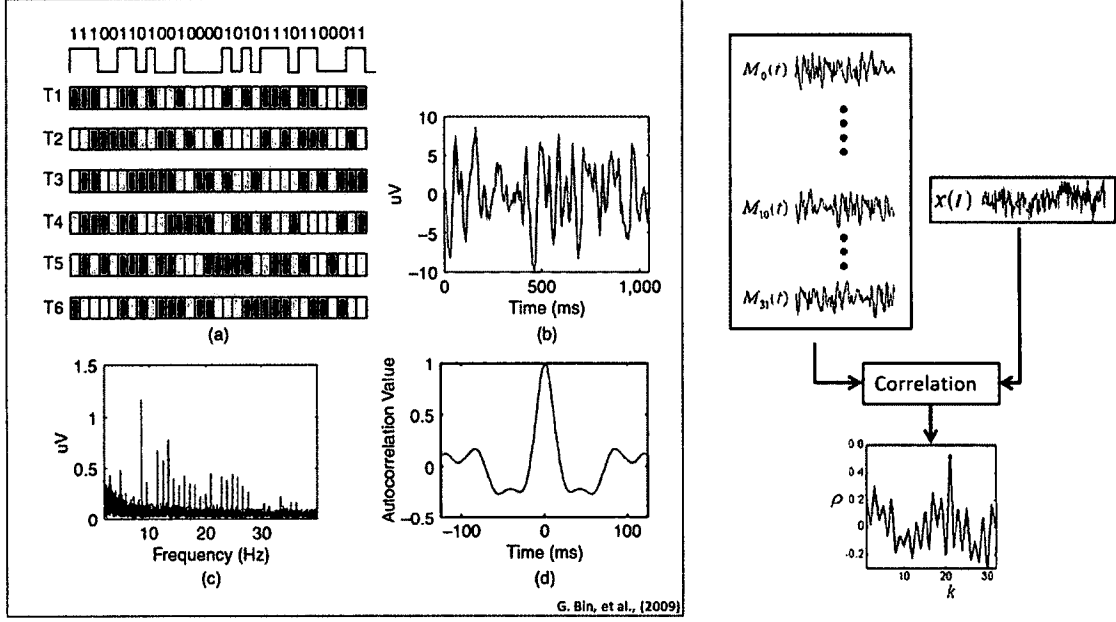 1110011010010000101011101100011
T1
T2
T3
T4
T5
T6
(a)
10
5
0
−5
−10
uV
0
500
1,000
Time (ms)
(b)
1.5
1
0.5
0
uV
10
20
30
Frequency (Hz)
(c)
1
0.5
0
−0.5
Autocorrelation Value
−100
0
100
Time (ms)
(d)
G. Bin, et al., (2009)
M₀(t)
M₁₀(t)
M₃₁(t)
x(t)
Correlation
0.6
0.4
0.2
0
-0.2
ρ
10
20
30
k